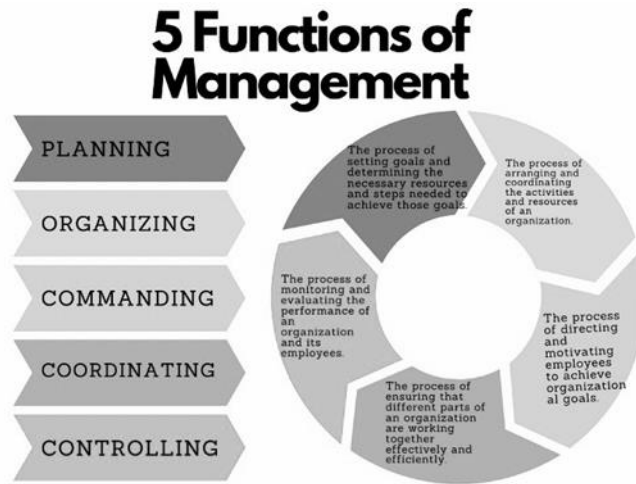 5 Functions of
Management
PLANNING
ORGANIZING
COMMANDING
COORDINATING
CONTROLLING
The process of
setting goals and
determining the
necessary resources
and steps needed to
achieve those goals.
The process of
arranging and
coordinating
the activities
and resources
of an
organization.
The process
of directing
and
motivating
employees
to achieve
organization
al goals.
The process of
ensuring that
different parts of
an organization
are working
together
effectively and
efficiently.
The process of
monitoring and
evaluating the
performance of
an
organization
and its
employees.